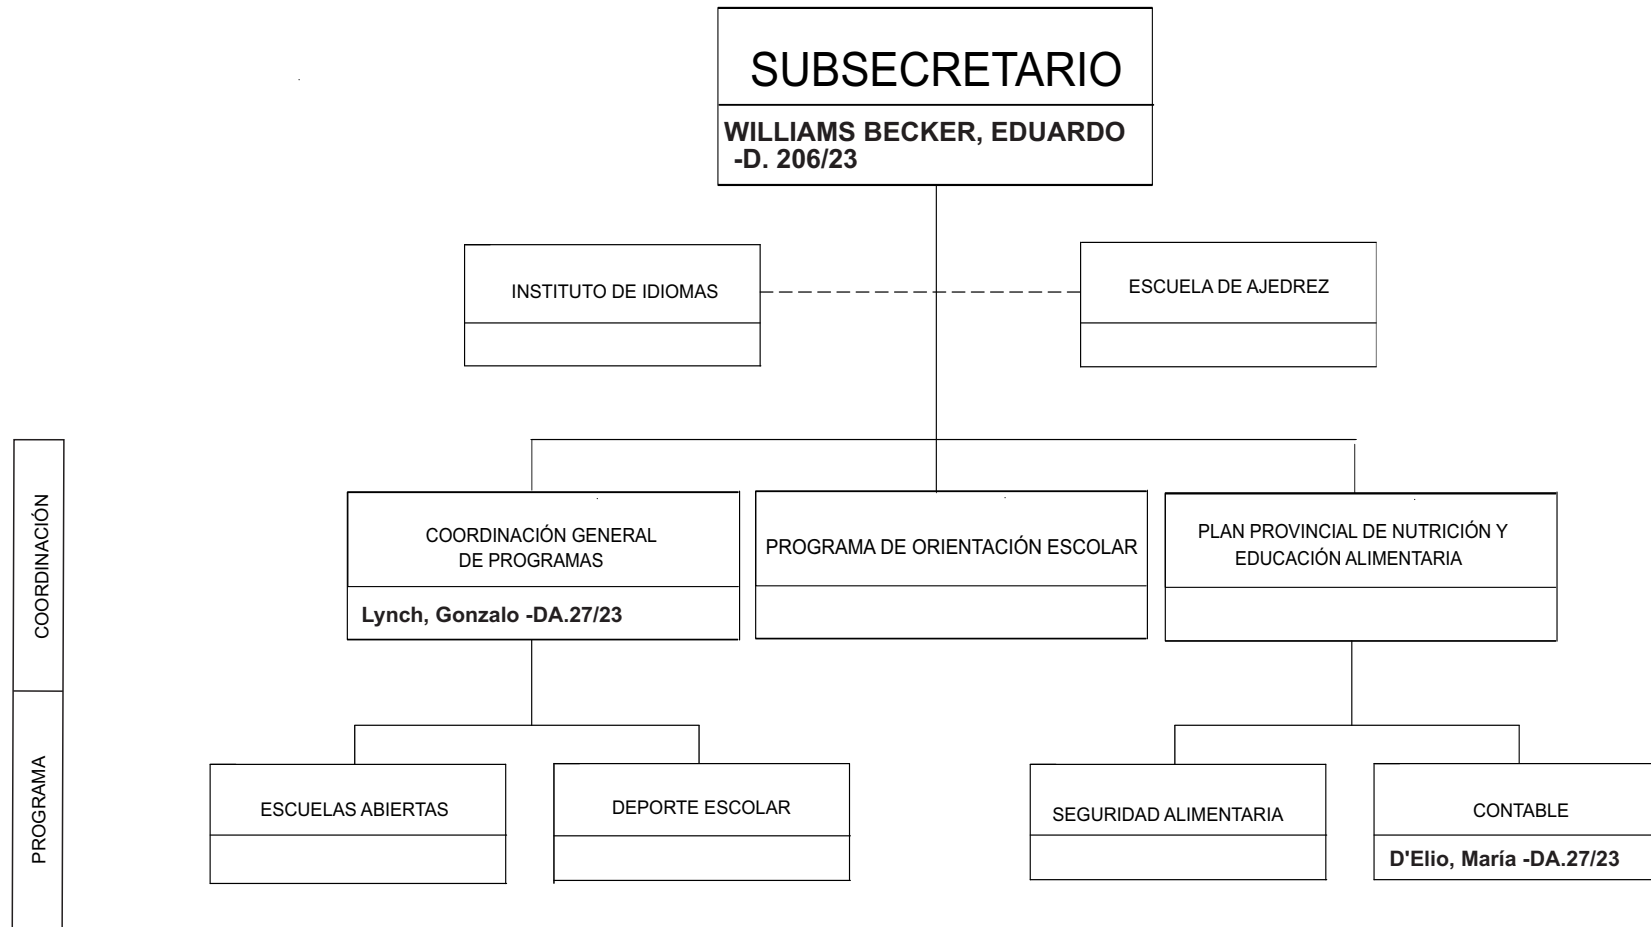 SUBSECRETARIO
WILLIAMS BECKER, EDUARDO
-D. 206/23
INSTITUTO DE IDIOMAS
ESCUELA DE AJEDREZ
COORDINACIÓN
COORDINACIÓN GENERAL
DE PROGRAMAS
Lynch, Gonzalo -DA.27/23
PROGRAMA DE ORIENTACIÓN ESCOLAR
PLAN PROVINCIAL DE NUTRICIÓN Y
EDUCACIÓN ALIMENTARIA
PROGRAMA
ESCUELAS ABIERTAS
DEPORTE ESCOLAR
SEGURIDAD ALIMENTARIA
CONTABLE
D'Elio, María -DA.27/23